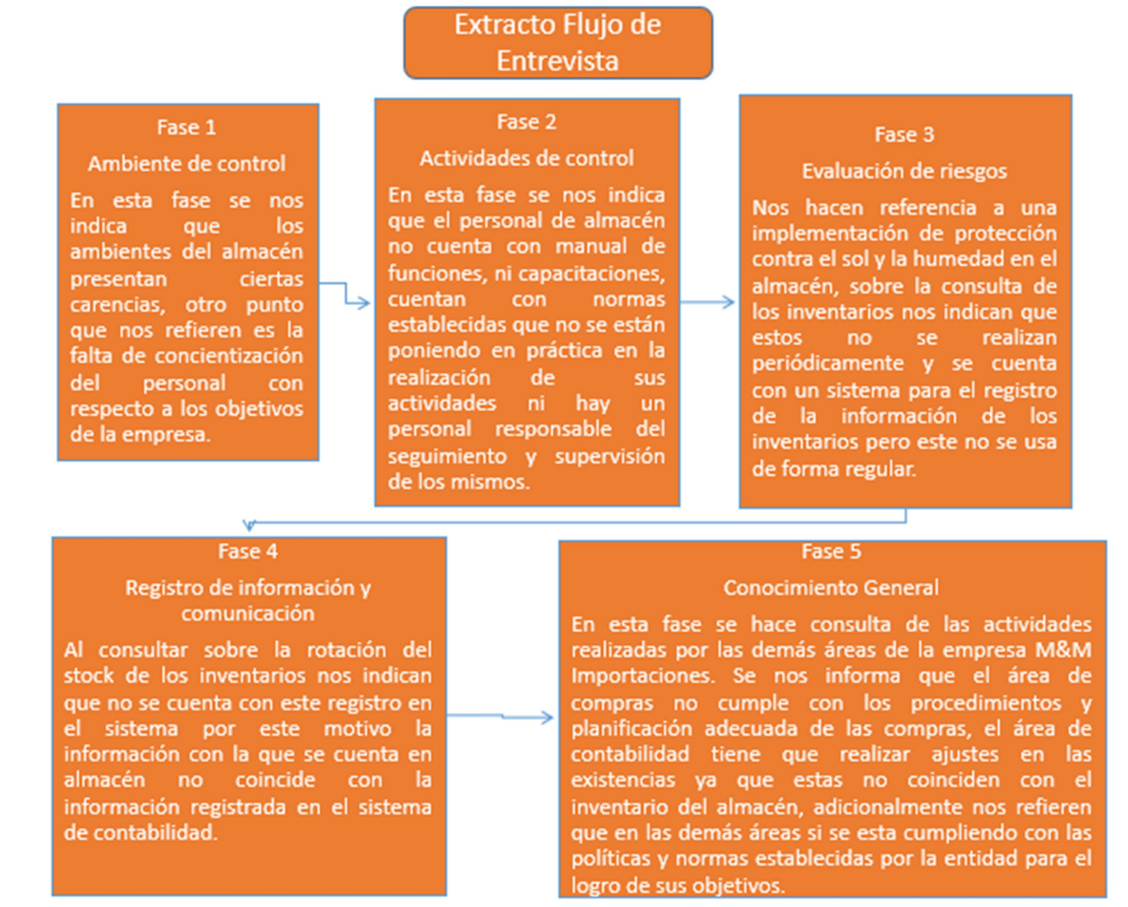 Extracto Flujo de
Entrevista
Fase 1
Ambiente de control
En esta fase se nos
indica que los
ambientes del almacén
presentan ciertas
carencias, otro punto
que nos refieren es la
falta de concientización
del personal con
respecto a los objetivos
de la empresa.
Fase 2
Actividades de control
En esta fase se nos indica
que el personal de almacén
no cuenta con manual de
funciones, ni capacitaciones,
cuentan con normas
establecidas que no se están
poniendo en práctica en la
realización de sus
actividades ni hay un
personal responsable del
seguimiento y supervisión
de los mismos.
Fase 3
Evaluación de riesgos
Nos hacen referencia a una
implementación de protección
contra el sol y la humedad en el
almacén, sobre la consulta de
los inventarios nos indican que
estos no se realizan
periódicamente y se cuenta
con un sistema para el registro
de la información de los
inventarios pero este no se usa
de forma regular.
Fase 4
Registro de información y
comunicación
Al consultar sobre la rotación del
stock de los inventarios nos indican
que no se cuenta con este registro en
el sistema por este motivo la
información con la que se cuenta en
almacén no coincide con la
información registrada en el sistema
de contabilidad.
Fase 5
Conocimiento General
En esta fase se hace consulta de las actividades
realizadas por las demás áreas de la empresa M&M
Importaciones. Se nos informa que el área de
compras no cumple con los procedimientos y
planificación adecuada de las compras, el área de
contabilidad tiene que realizar ajustes en las
existencias ya que estas no coinciden con el
inventario del almacén, adicionalmente nos refieren
que en las demás áreas si se esta cumpliendo con las
políticas y normas establecidas por la entidad para el
logro de sus objetivos.